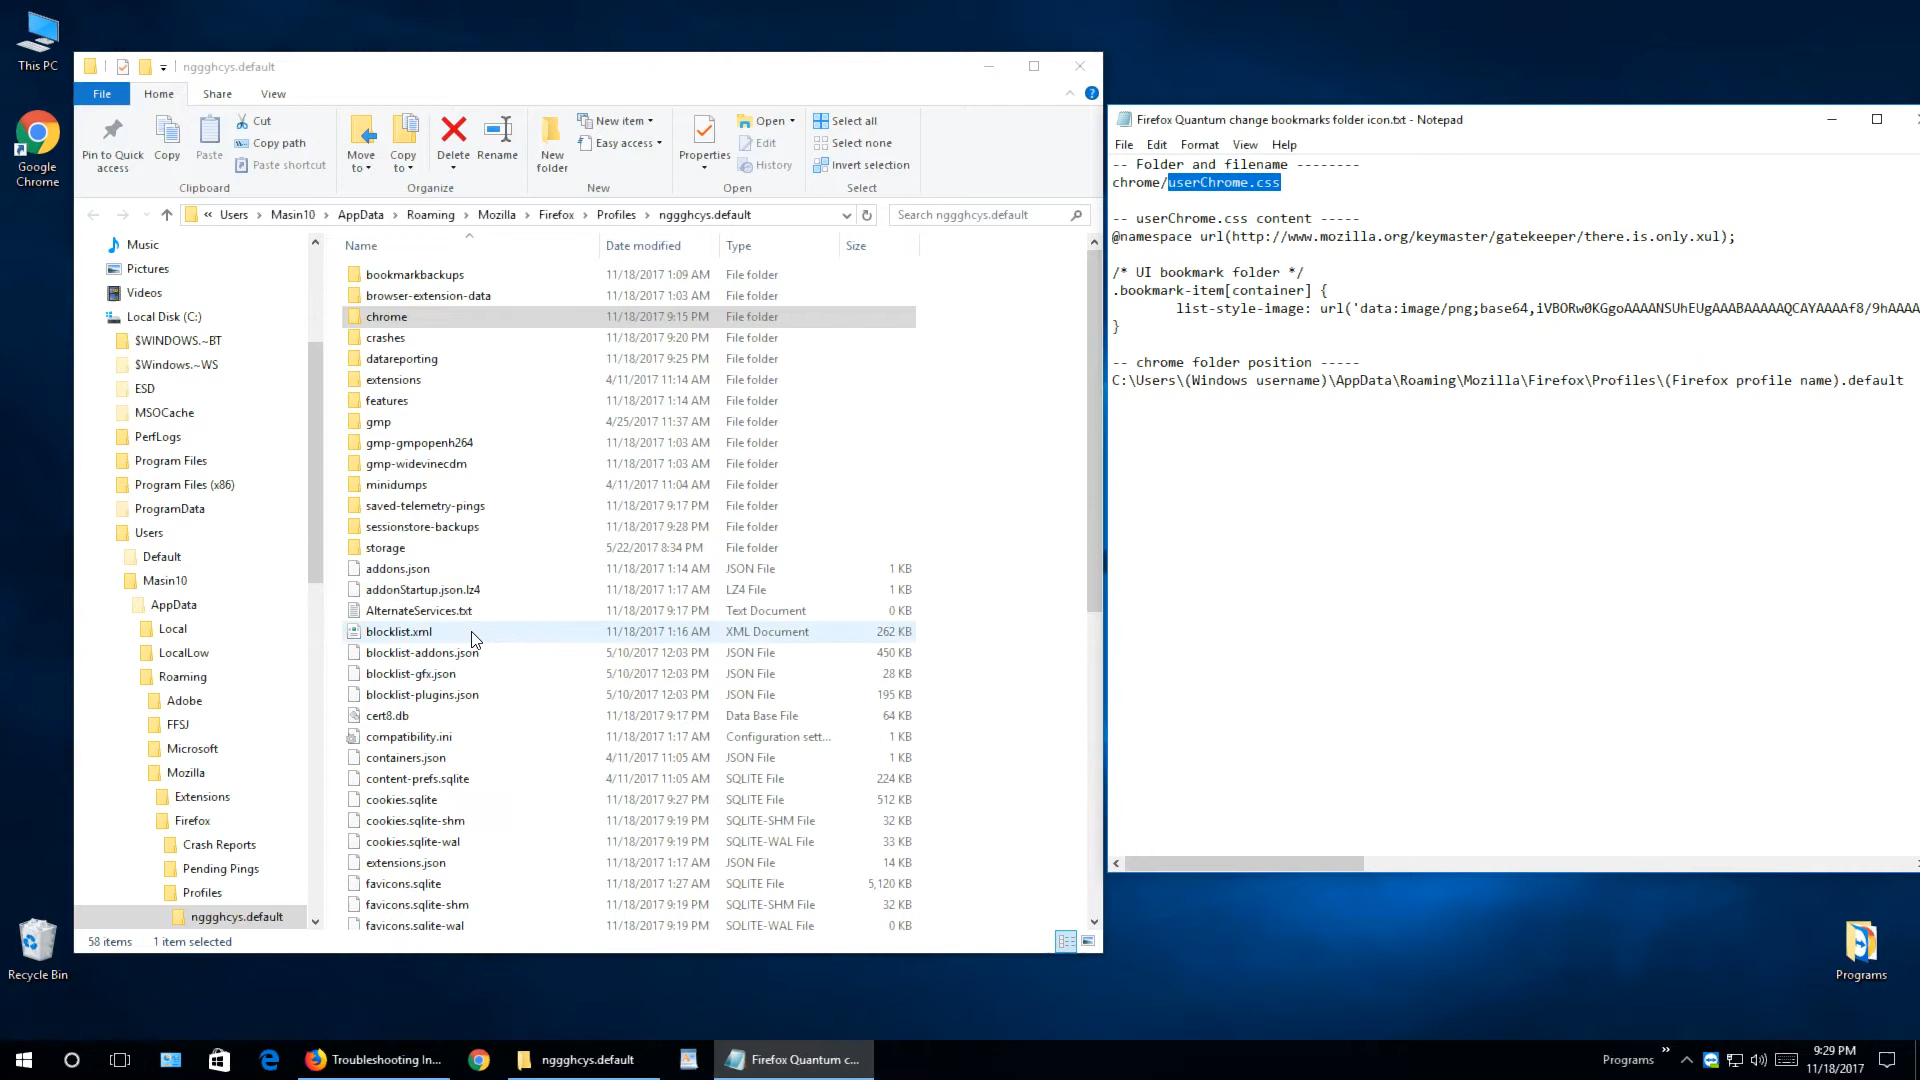 This PC
Google
Chrome
Recycle Bin
Programs
nggghcys.default
File
Home
Share
View
Pin to Quick
access
Copy
Paste
Cut
Copy path
Paste shortcut
Clipboard
Move
to
Copy
to
Delete
Rename
Organize
New
folder
New item
Easy access
New
Properties
Open
Edit
History
Open
Select all
Select none
Invert selection
Select
« Users > Masin10 > AppData > Roaming > Mozilla > Firefox > Profiles > nggghcys.default
Search nggghcys.default
Music
Pictures
Videos
Local Disk (C:)
$WINDOWS.~BT
$Windows.~WS
ESD
MSOCache
PerfLogs
Program Files
Program Files (x86)
ProgramData
Users
Default
Masin10
AppData
Local
LocalLow
Roaming
Adobe
FFSJ
Microsoft
Mozilla
Extensions
Firefox
Crash Reports
Pending Pings
Profiles
nggghcys.default
Name Date modified Type Size
bookmarkbackups 11/18/2017 1:09 AM File folder
browser-extension-data 11/18/2017 1:03 AM File folder
chrome 11/18/2017 9:15 PM File folder
crashes 11/18/2017 9:20 PM File folder
datareporting 11/18/2017 9:25 PM File folder
extensions 4/11/2017 11:14 AM File folder
features 11/18/2017 1:14 AM File folder
gmp 4/25/2017 11:37 AM File folder
gmp-gmpopenh264 11/18/2017 1:03 AM File folder
gmp-widevinecdm 11/18/2017 1:03 AM File folder
minidumps 4/11/2017 11:04 AM File folder
saved-telemetry-pings 11/18/2017 9:17 PM File folder
sessionstore-backups 11/18/2017 9:28 PM File folder
storage 5/22/2017 8:34 PM File folder
addons.json 11/18/2017 1:14 AM JSON File 1 KB
addonStartup.json.lz4 11/18/2017 1:17 AM LZ4 File 1 KB
AlternateServices.txt 11/18/2017 9:17 PM Text Document 0 KB
blocklist.xml 11/18/2017 1:16 AM XML Document 262 KB
blocklist-addons.json 5/10/2017 12:03 PM JSON File 450 KB
blocklist-gfx.json 5/10/2017 12:03 PM JSON File 28 KB
blocklist-plugins.json 5/10/2017 12:03 PM JSON File 195 KB
cert8.db 11/18/2017 9:17 PM Data Base File 64 KB
compatibility.ini 11/18/2017 1:17 AM Configuration sett... 1 KB
containers.json 4/11/2017 11:05 AM JSON File 1 KB
content-prefs.sqlite 4/11/2017 11:05 AM SQLITE File 224 KB
cookies.sqlite 11/18/2017 9:27 PM SQLITE File 512 KB
cookies.sqlite-shm 11/18/2017 9:19 PM SQLITE-SHM File 32 KB
cookies.sqlite-wal 11/18/2017 9:19 PM SQLITE-WAL File 33 KB
extensions.json 11/18/2017 1:17 AM JSON File 14 KB
favicons.sqlite 11/18/2017 1:27 AM SQLITE File 5,120 KB
favicons.sqlite-shm 11/18/2017 9:19 PM SQLITE-SHM File 32 KB
favicons.sqlite-wal 11/18/2017 9:19 PM SQLITE-WAL File 0 KB
58 items 1 item selected
Firefox Quantum change bookmarks folder icon.txt - Notepad
File Edit Format View Help
-- Folder and filename --------
chrome/userChrome.css
-- userChrome.css content -----
@namespace url(http://www.mozilla.org/keymaster/gatekeeper/there.is.only.xul);
/* UI bookmark folder */
.bookmark-item[container] {
list-style-image: url('data:image/png;base64,iVBORw0KGgoAAAANSUhEUgAAABAAAAAQCAYAAAAf8/9hAAAA
}
-- chrome folder position -----
C:\Users\(Windows username)\AppData\Roaming\Mozilla\Firefox\Profiles\(Firefox profile name).default
Troubleshooting In...
nggghcys.default
Firefox Quantum c...
Programs »
9:29 PM
11/18/2017